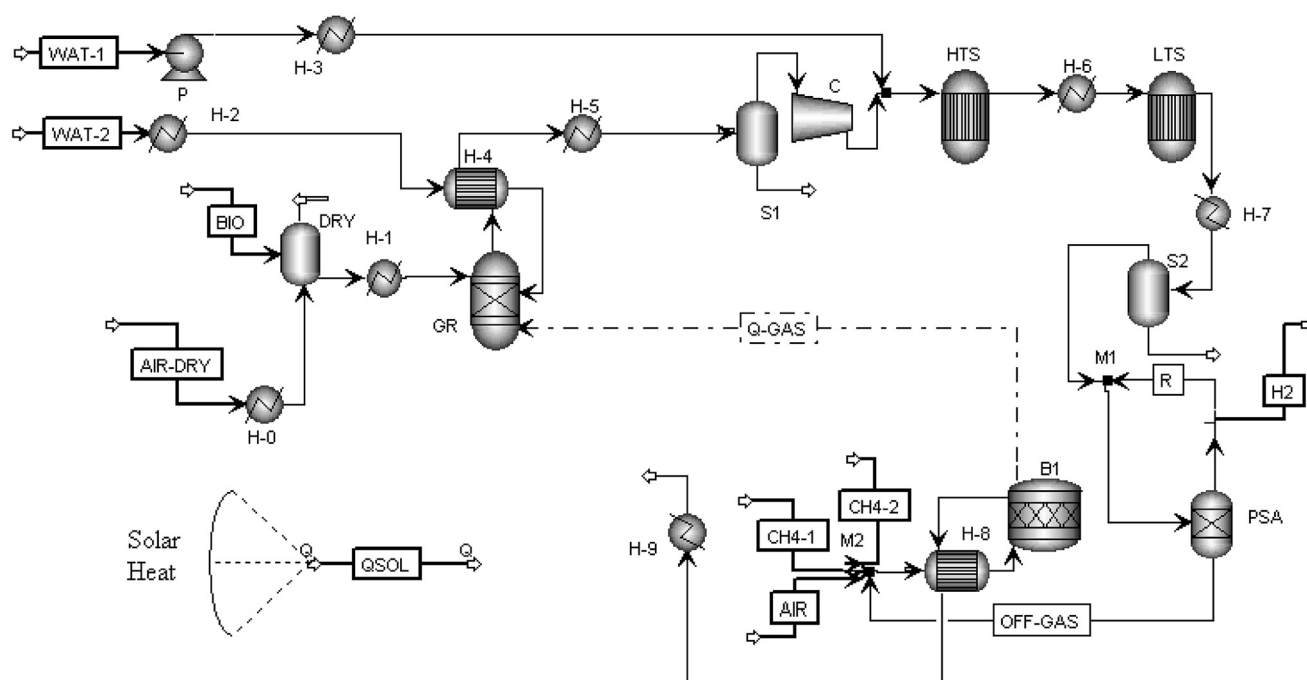 WAT-1
P
H-3
HTS
H-6
LTS
C
WAT-2
H-2
H-5
H-4
S1
H-7
BIO
DRY
H-1
S2
GR
Q-GAS
M1
R
H2
AIR-DRY
H-0
B1
CH4-2
PSA
CH4-1
M2
H-8
H-9
Solar
Heat
Q
QSOL
Q
AIR
OFF-GAS